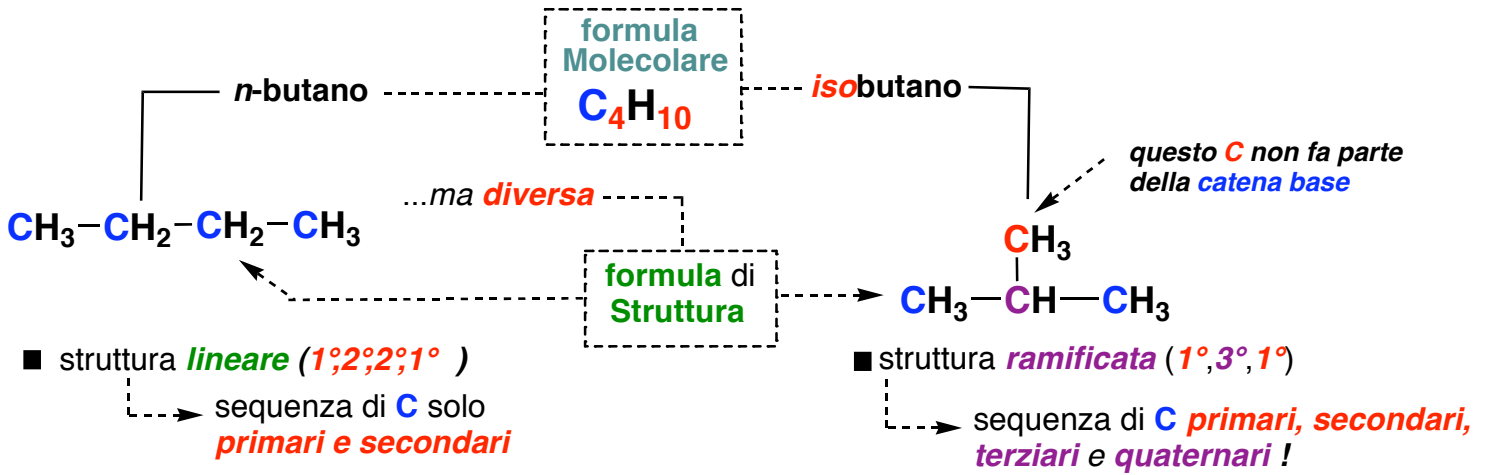 formula
Molecolare
C4H10
n-butano
isobutano
questo C non fa parte
della catena base
...ma diversa
CH3–CH2–CH2–CH3
CH3
formula di
Struttura
CH3–CH–CH3
■ struttura lineare (1°,2°,2°,1° )
■ struttura ramificata (1°,3°,1°)
sequenza di C solo
primari e secondari
sequenza di C primari, secondari,
terziari e quaternari !